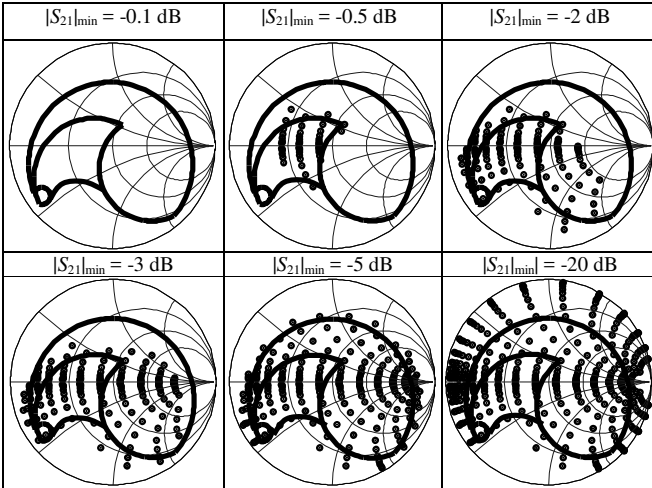 |S21|min = -0.1 dB
|S21|min = -0.5 dB
|S21|min = -2 dB
|S21|min = -3 dB
|S21|min = -5 dB
|S21|min| = -20 dB